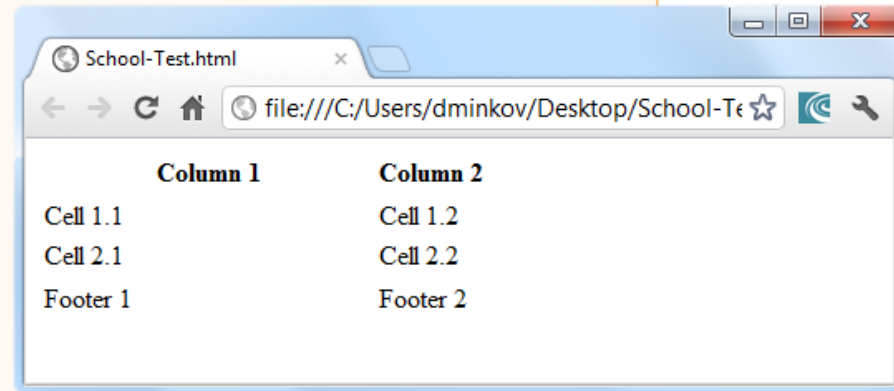 School-Test.html
file:///C:/Users/dminkov/Desktop/School-Te
Column 1 Column 2
Cell 1.1 Cell 1.2
Cell 2.1 Cell 2.2
Footer 1 Footer 2